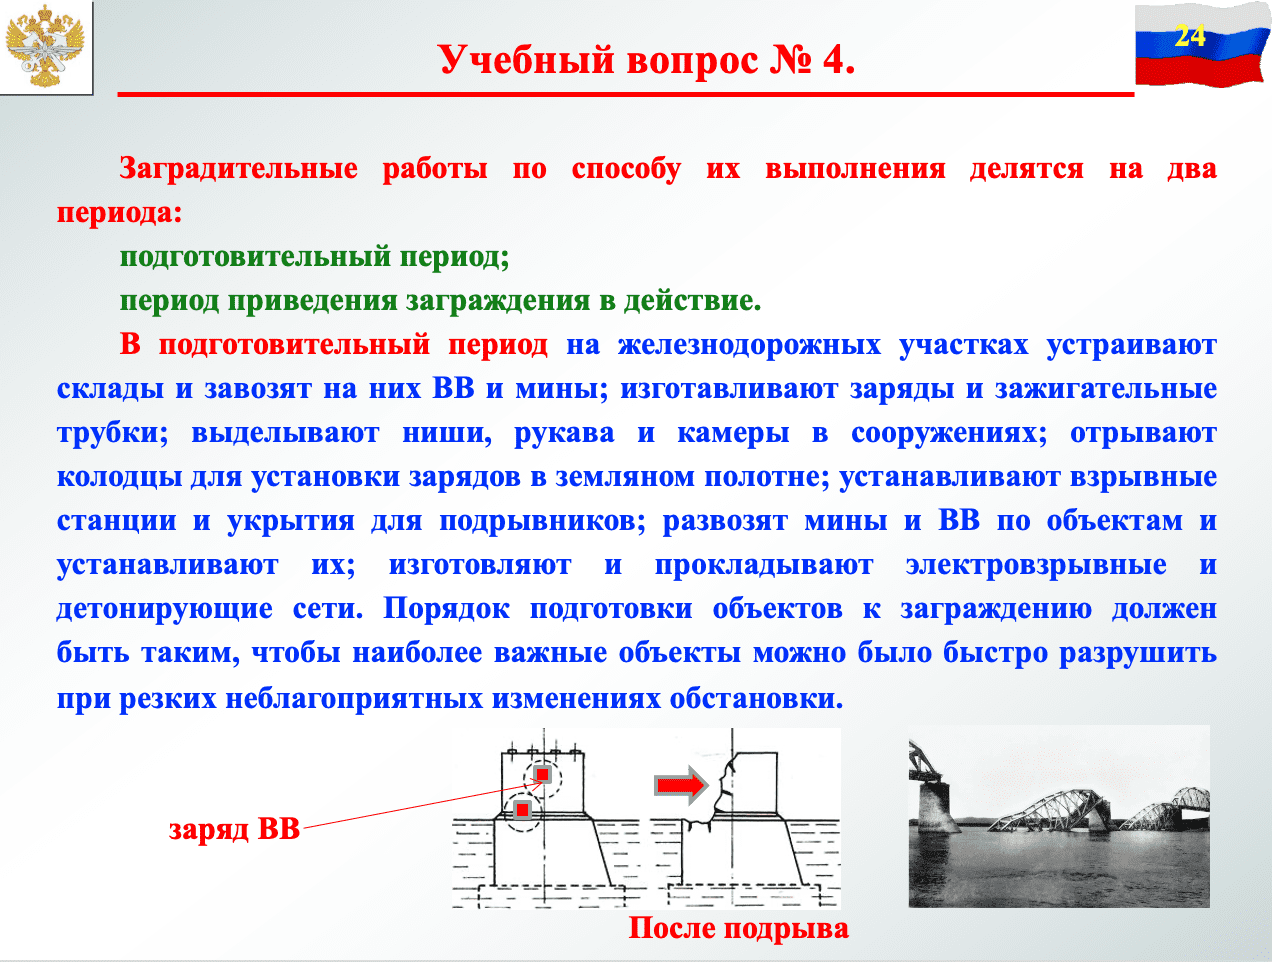 24
Учебный вопрос № 4.
Заградительные работы по способу их выполнения делятся на два
периода:
подготовительный период;
период приведения заграждения в действие.
В подготовительный период на железнодорожных участках устраивают
склады и завозят на них ВВ и мины; изготавливают заряды и зажигательные
трубки; выделывают ниши, рукава и камеры в сооружениях; отрывают
колодцы для установки зарядов в земляном полотне; устанавливают взрывные
станции и укрытия для подрывников; развозят мины и ВВ по объектам и
устанавливают их; изготовляют и прокладывают электровзрывные и
детонирующие сети. Порядок подготовки объектов к заграждению должен
быть таким, чтобы наиболее важные объекты можно было быстро разрушить
при резких неблагоприятных изменениях обстановки.
заряд ВВ
После подрыва